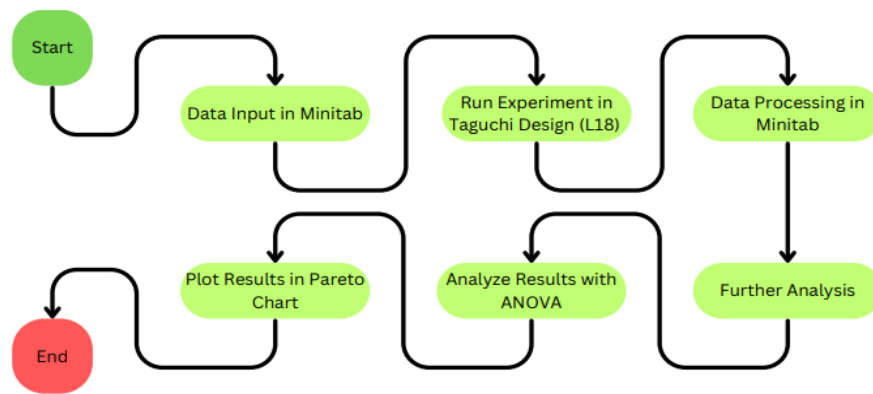 Start
Data Input in Minitab
Run Experiment in
Taguchi Design (L18)
Data Processing in
Minitab
Further Analysis
Analyze Results with
ANOVA
Plot Results in Pareto
Chart
End